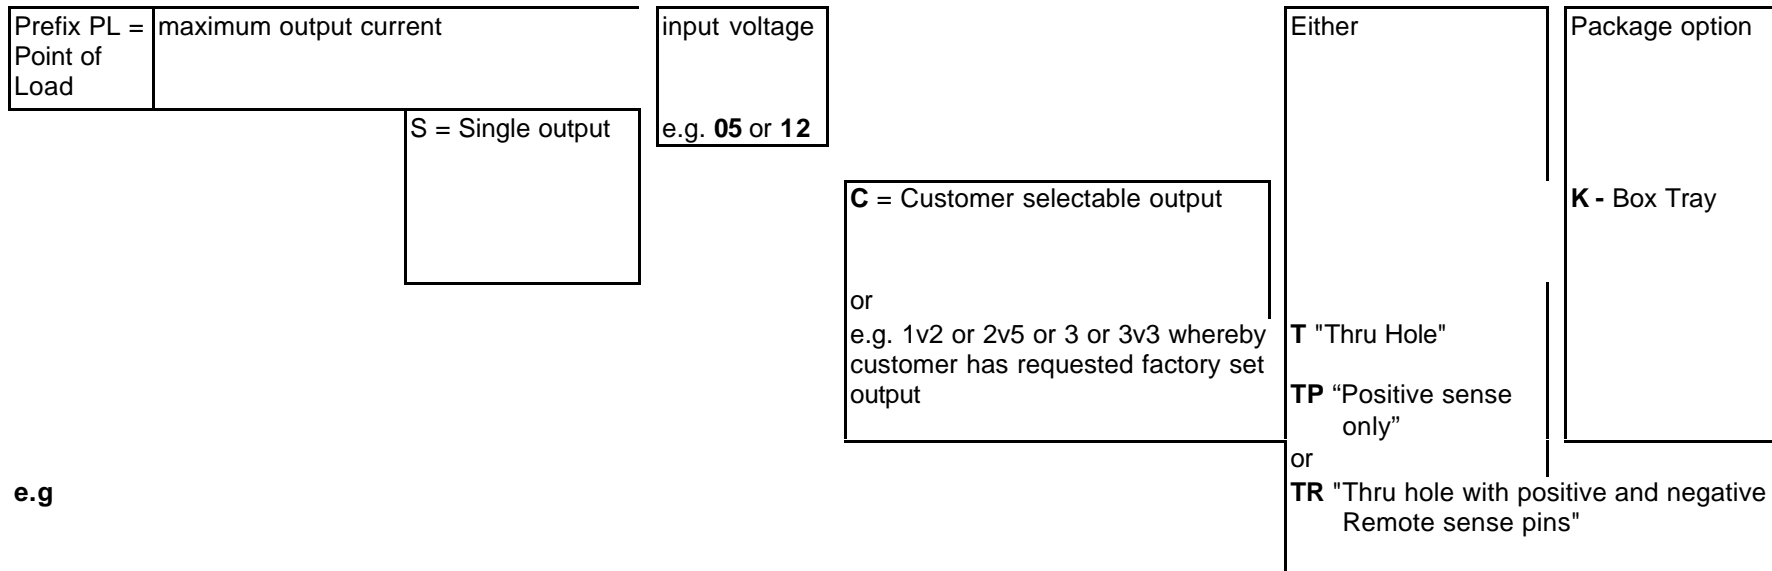 Prefix PL =
Point of
Load
maximum output current
S = Single output
input voltage
e.g. 05 or 12
C = Customer selectable output
or
e.g. 1v2 or 2v5 or 3 or 3v3 whereby
customer has requested factory set
output
Either
T "Thru Hole"
TP “Positive sense
only”
or
TR "Thru hole with positive and negative
Remote sense pins"
Package option
K - Box Tray
e.g